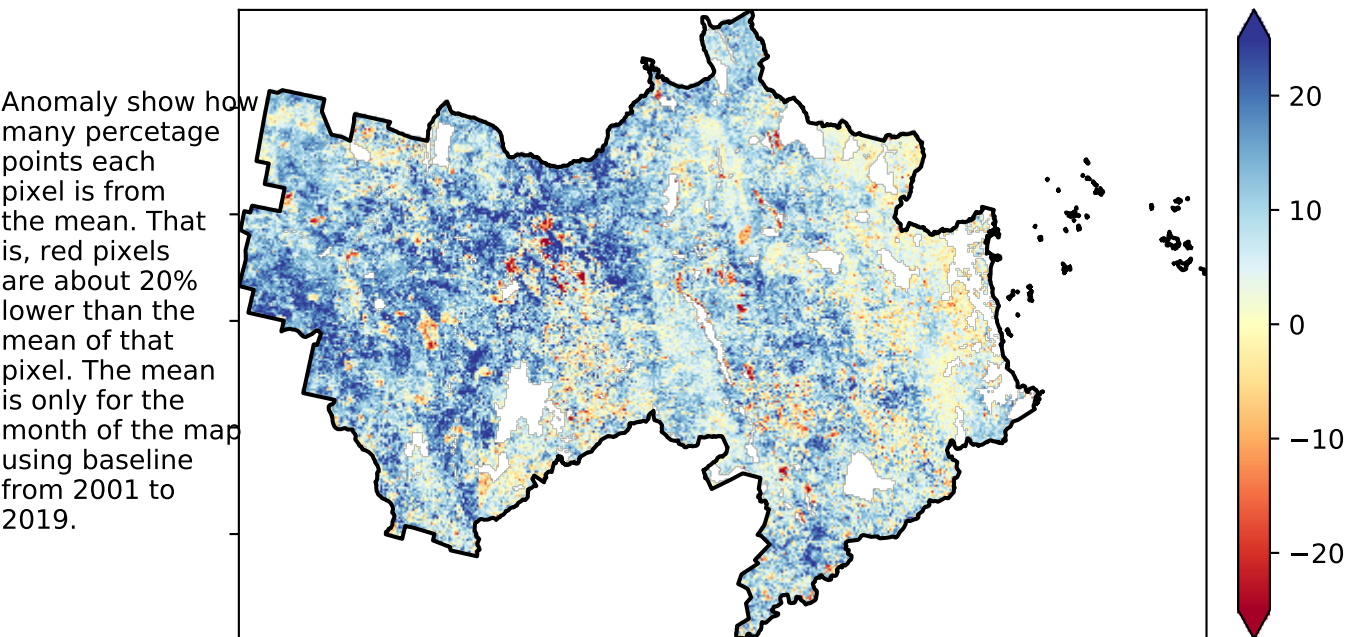 Anomaly show how
many percetage
points each
pixel is from
the mean. That
is, red pixels
are about 20%
lower than the
mean of that
pixel. The mean
is only for the
month of the map
using baseline
from 2001 to
2019.
20
10
0
−10
−20